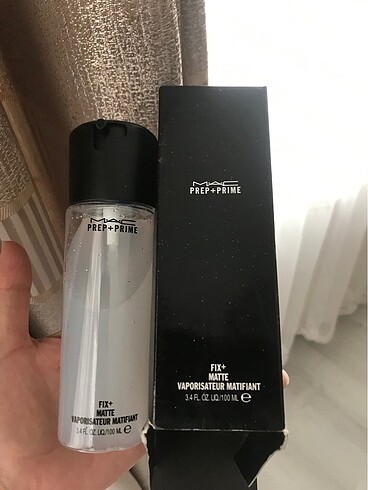 MAC
PREP+PRIME
FIX+
MATTE
VAPORISATEUR MATIFIANT
3.4 FL. OZ. LIQ./100 ML ℮
MAC
PREP+PRIME
FIX+
MATTE
VAPORISATEUR MATIFIANT
3.4 FL. OZ. LIQ./100 ML ℮